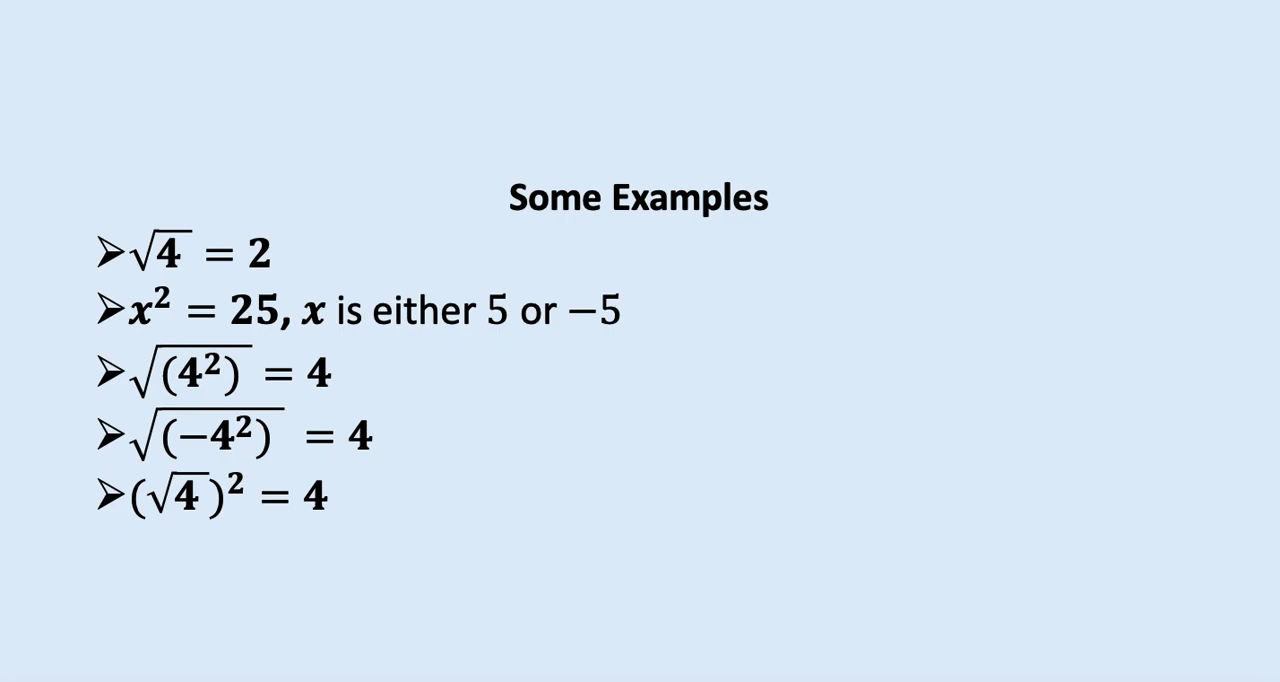 Some Examples
➢√4 = 2
➢x² = 25, x is either 5 or −5
➢√(4²) = 4
➢√(−4²) = 4
➢(√4)² = 4